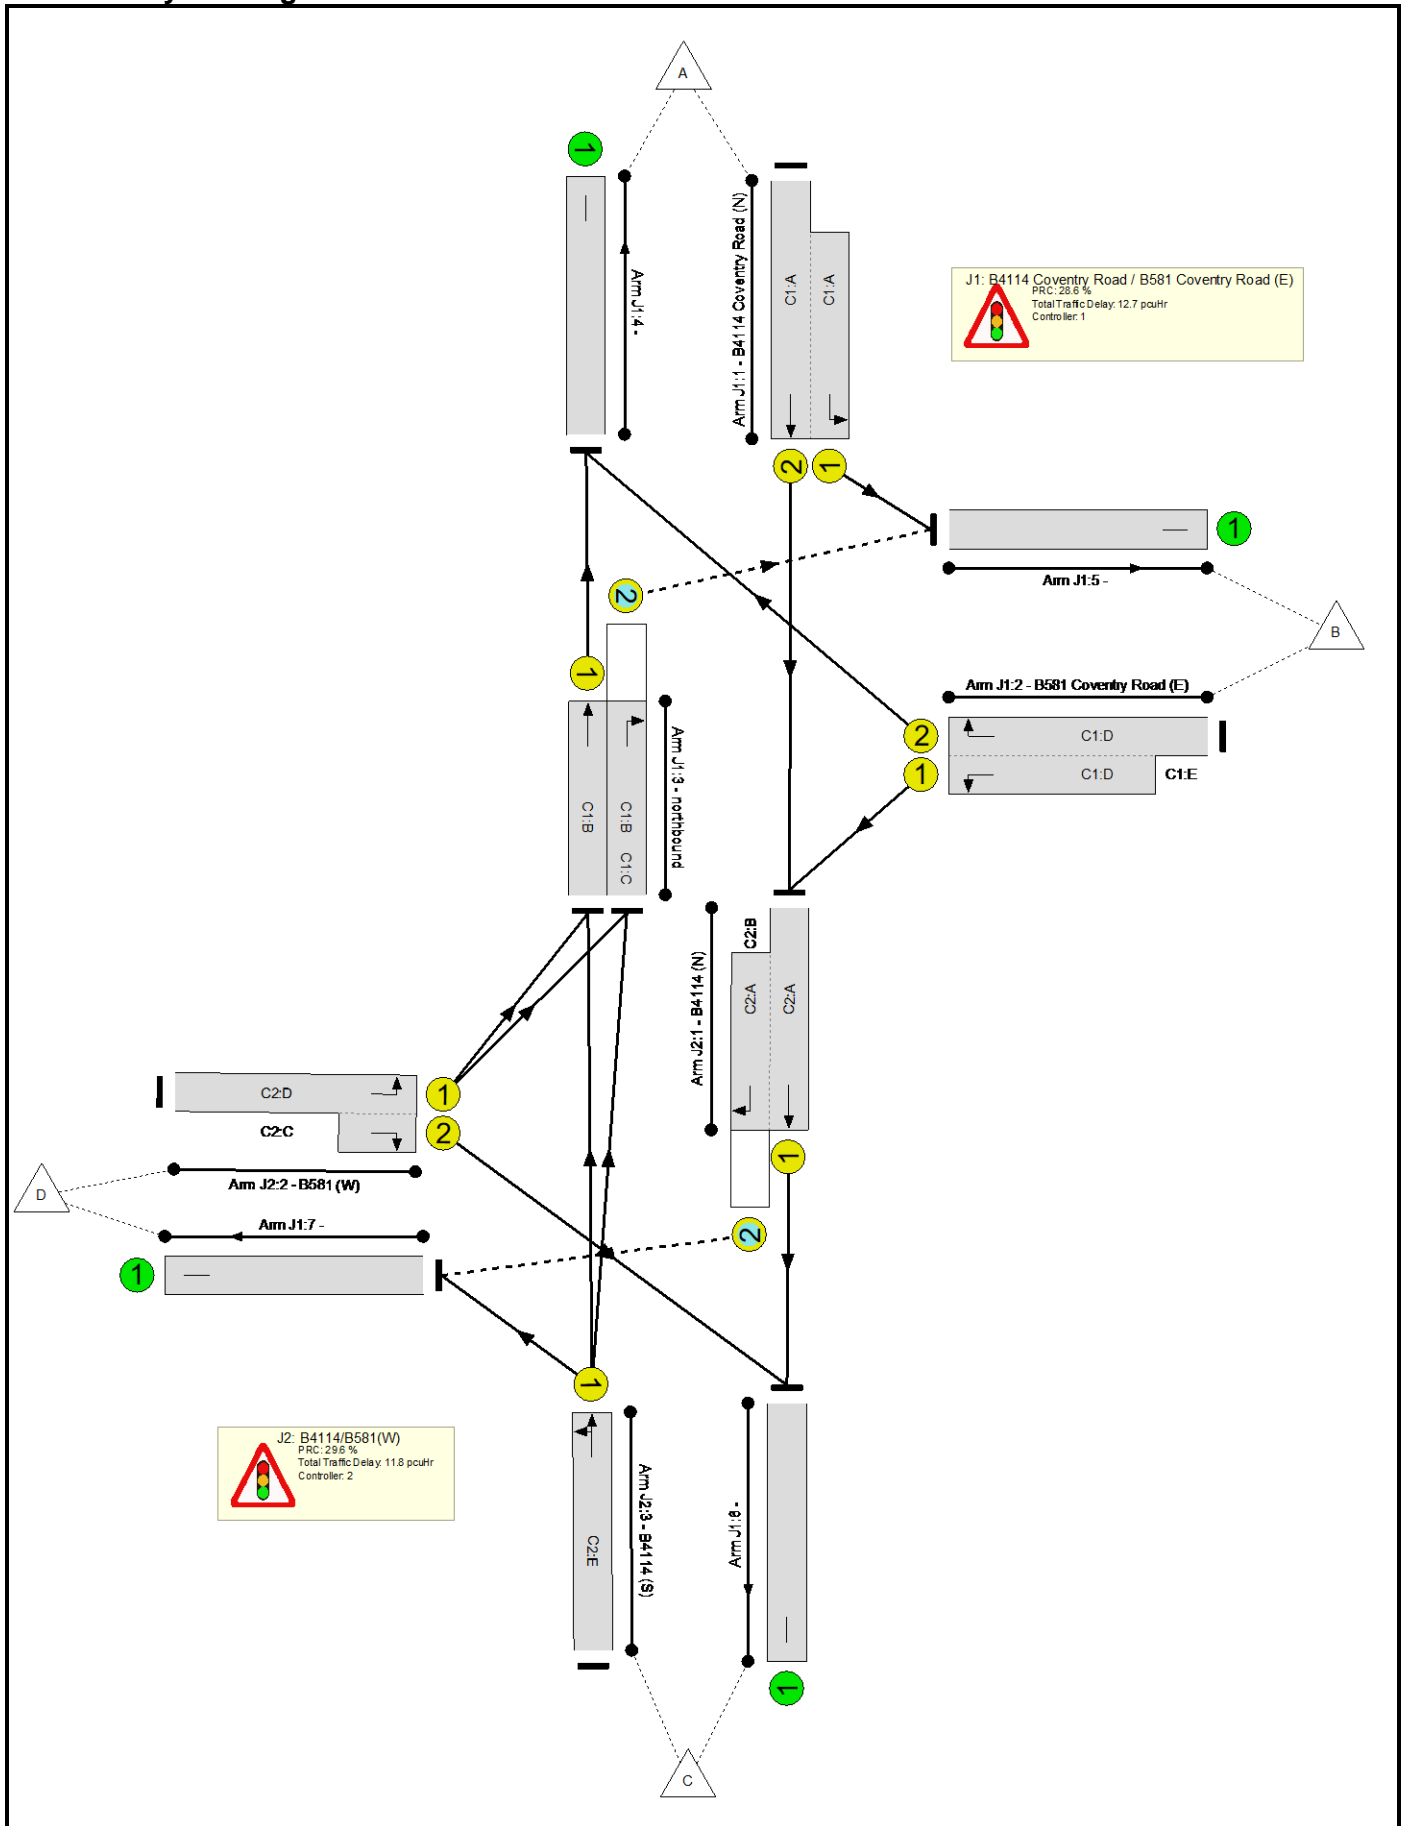 A
1
Arm J1:4 -
Arm J1:1 - B4114 Coventry Road (N)
C1:A
C1:A
J1: B4114 Coventry Road / B581 Coventry Road (E)
PRC: 28.6 %
Total Traffic Delay: 12.7 pcuHr
Controller: 1
2
1
1
Arm J1:5 -
2
B
1
Arm J1:2 - B581 Coventry Road (E)
2
C1:D
1
C1:D
C1:E
Arm J1:3 - northbound
C1:B
C1:B
C1:C
C2:B
Arm J2:1 - B4114 (N)
C2:A
C2:A
C2:D
1
C2:C
2
1
Arm J2:2 - B581 (W)
D
Arm J1:7 -
2
1
1
J2: B4114/B581(W)
PRC: 29.6 %
Total Traffic Delay: 11.8 pcuHr
Controller: 2
C2:E
Arm J2:3 - B4114 (S)
Arm J1:6 -
1
C